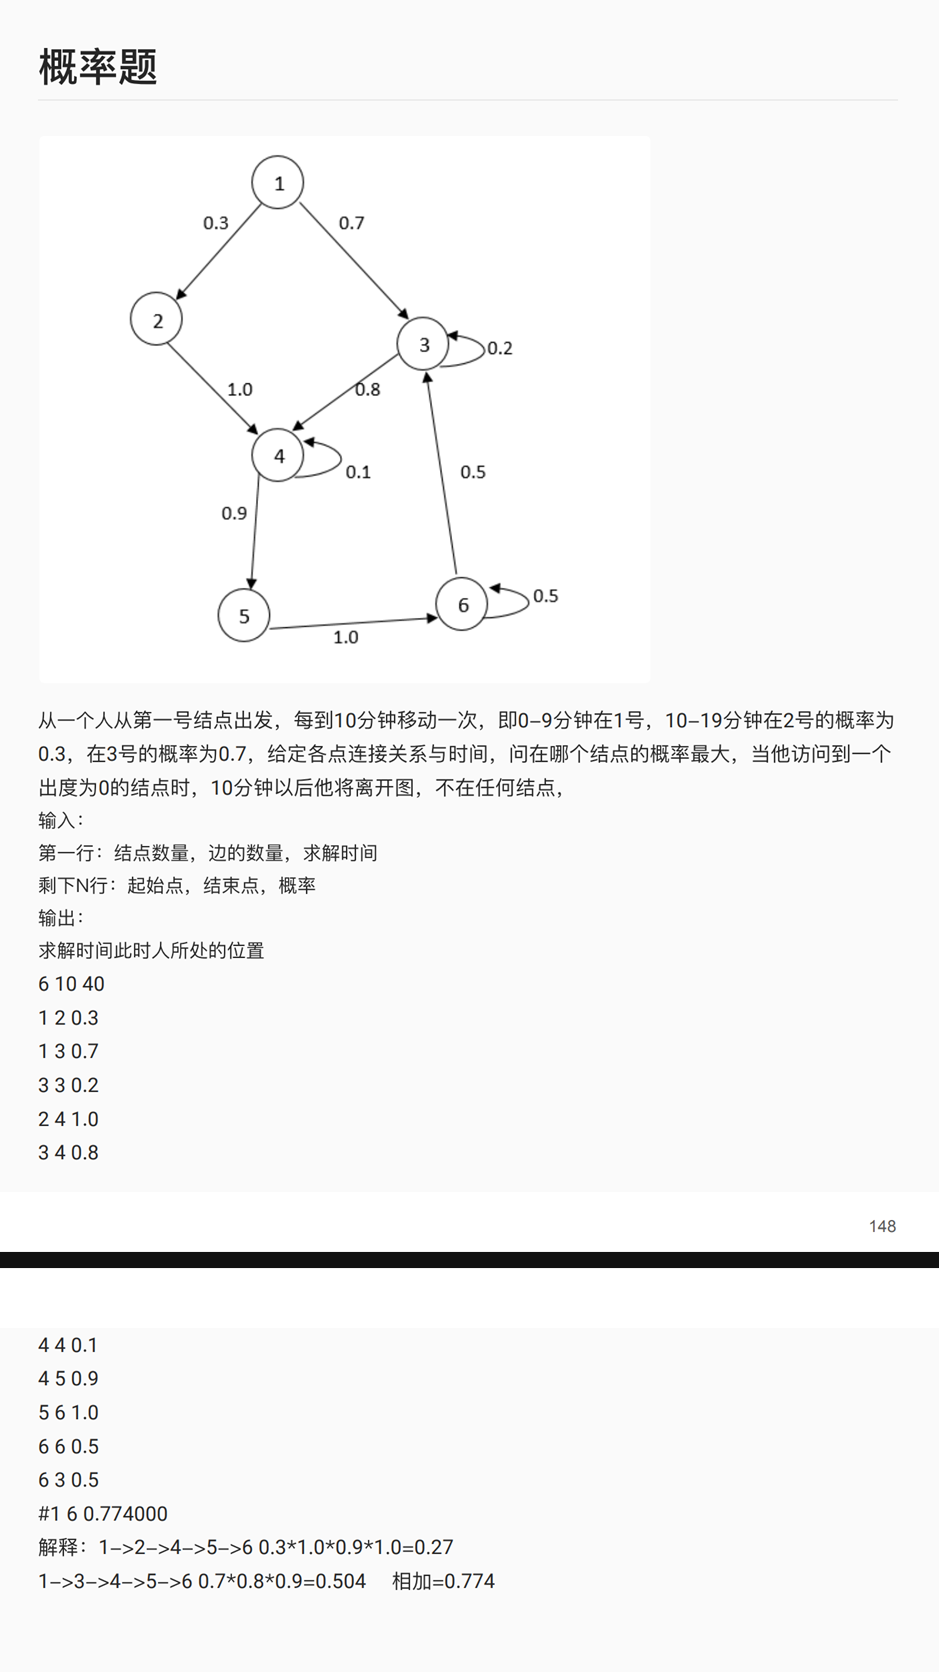 概率题
1
0.3
0.7
2
3
0.2
1.0
0.8
4
0.1
0.5
0.9
6
0.5
5
1.0
从一个人从第一号结点出发，每到10分钟移动一次，即0–9分钟在1号，10–19分钟在2号的概率为
0.3，在3号的概率为0.7，给定各点连接关系与时间，问在哪个结点的概率最大，当他访问到一个
出度为0的结点时，10分钟以后他将离开图，不在任何结点，
输入：
第一行：结点数量，边的数量，求解时间
剩下N行：起始点，结束点，概率
输出：
求解时间此时人所处的位置
6 10 40
1 2 0.3
1 3 0.7
3 3 0.2
2 4 1.0
3 4 0.8
148
4 4 0.1
4 5 0.9
5 6 1.0
6 6 0.5
6 3 0.5
#1 6 0.774000
解释：1–>2–>4–>5–>6 0.3*1.0*0.9*1.0=0.27
1–>3–>4–>5–>6 0.7*0.8*0.9=0.504 相加=0.774